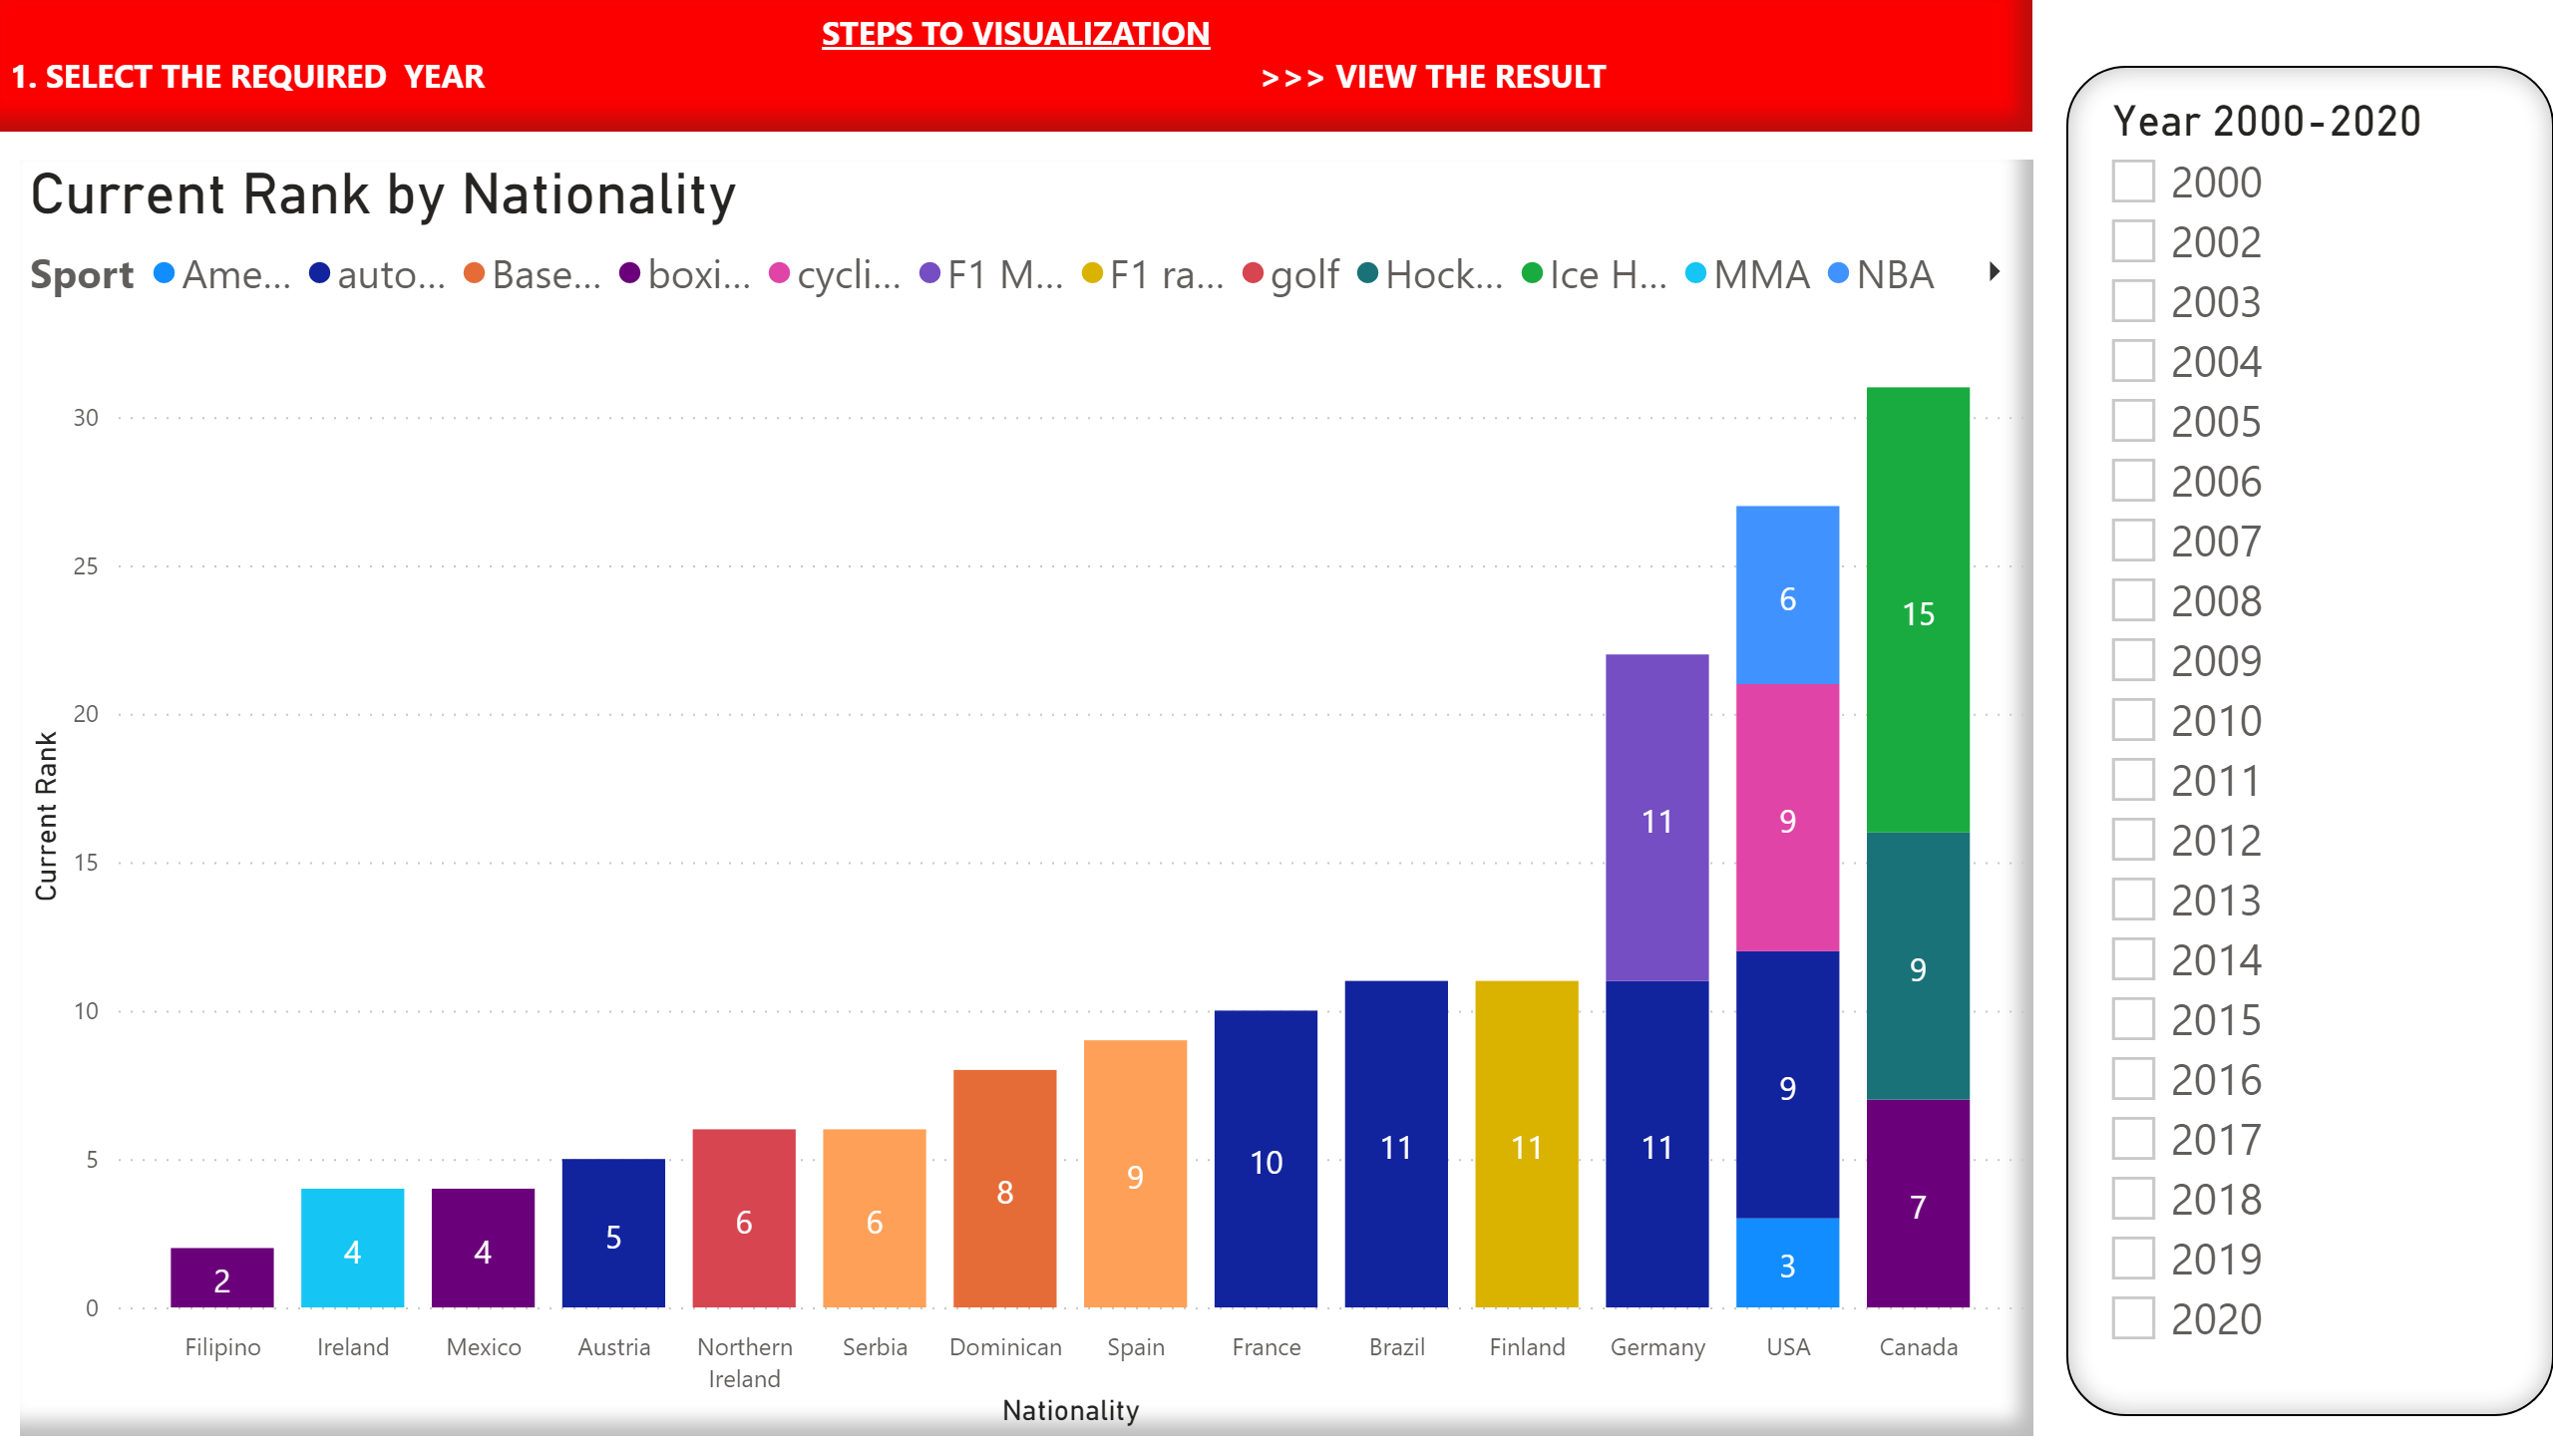 STEPS TO VISUALIZATION
1. SELECT THE REQUIRED  YEAR >>> VIEW THE RESULT
Current Rank by Nationality
Sport Ame... auto... Base... boxi... cycli... F1 M... F1 ra... golf Hock... Ice H... MMA NBA
30
25
20
15
10
5
0
Current Rank
2
4
4
5
6
6
8
9
10
11
11
11
11
3
9
9
6
7
9
15
Filipino
Ireland
Mexico
Austria
Northern
Ireland
Serbia
Dominican
Spain
France
Brazil
Finland
Germany
USA
Canada
Nationality
Year 2000-2020
2000
2002
2003
2004
2005
2006
2007
2008
2009
2010
2011
2012
2013
2014
2015
2016
2017
2018
2019
2020